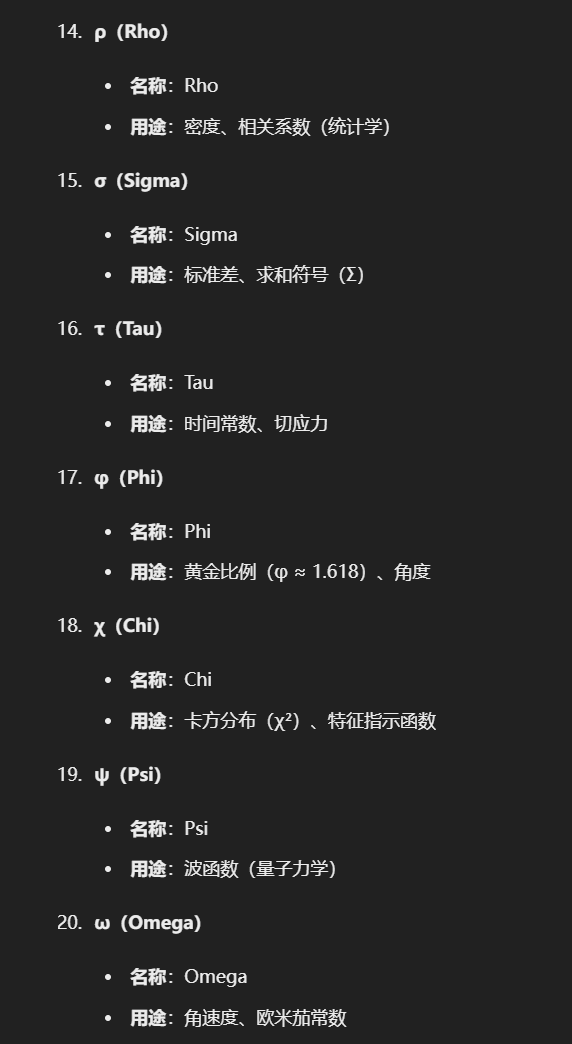 14. ρ (Rho)
• 名称：Rho
• 用途：密度、相关系数（统计学）
15. σ (Sigma)
• 名称：Sigma
• 用途：标准差、求和符号（Σ）
16. τ (Tau)
• 名称：Tau
• 用途：时间常数、切应力
17. φ (Phi)
• 名称：Phi
• 用途：黄金比例（φ ≈ 1.618）、角度
18. χ (Chi)
• 名称：Chi
• 用途：卡方分布（χ²）、特征指示函数
19. ψ (Psi)
• 名称：Psi
• 用途：波函数（量子力学）
20. ω (Omega)
• 名称：Omega
• 用途：角速度、欧米茄常数